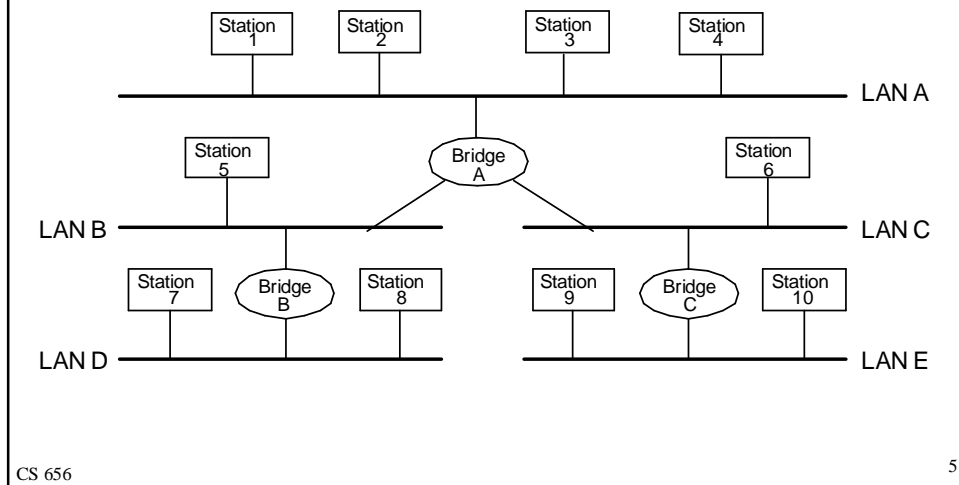 Station
1
Station
2
Station
3
Station
4
LAN A
Bridge
A
Station
5
Station
6
LAN B
LAN C
Station
7
Bridge
B
Station
8
Station
9
Bridge
C
Station
10
LAN D
LAN E
CS 656
5